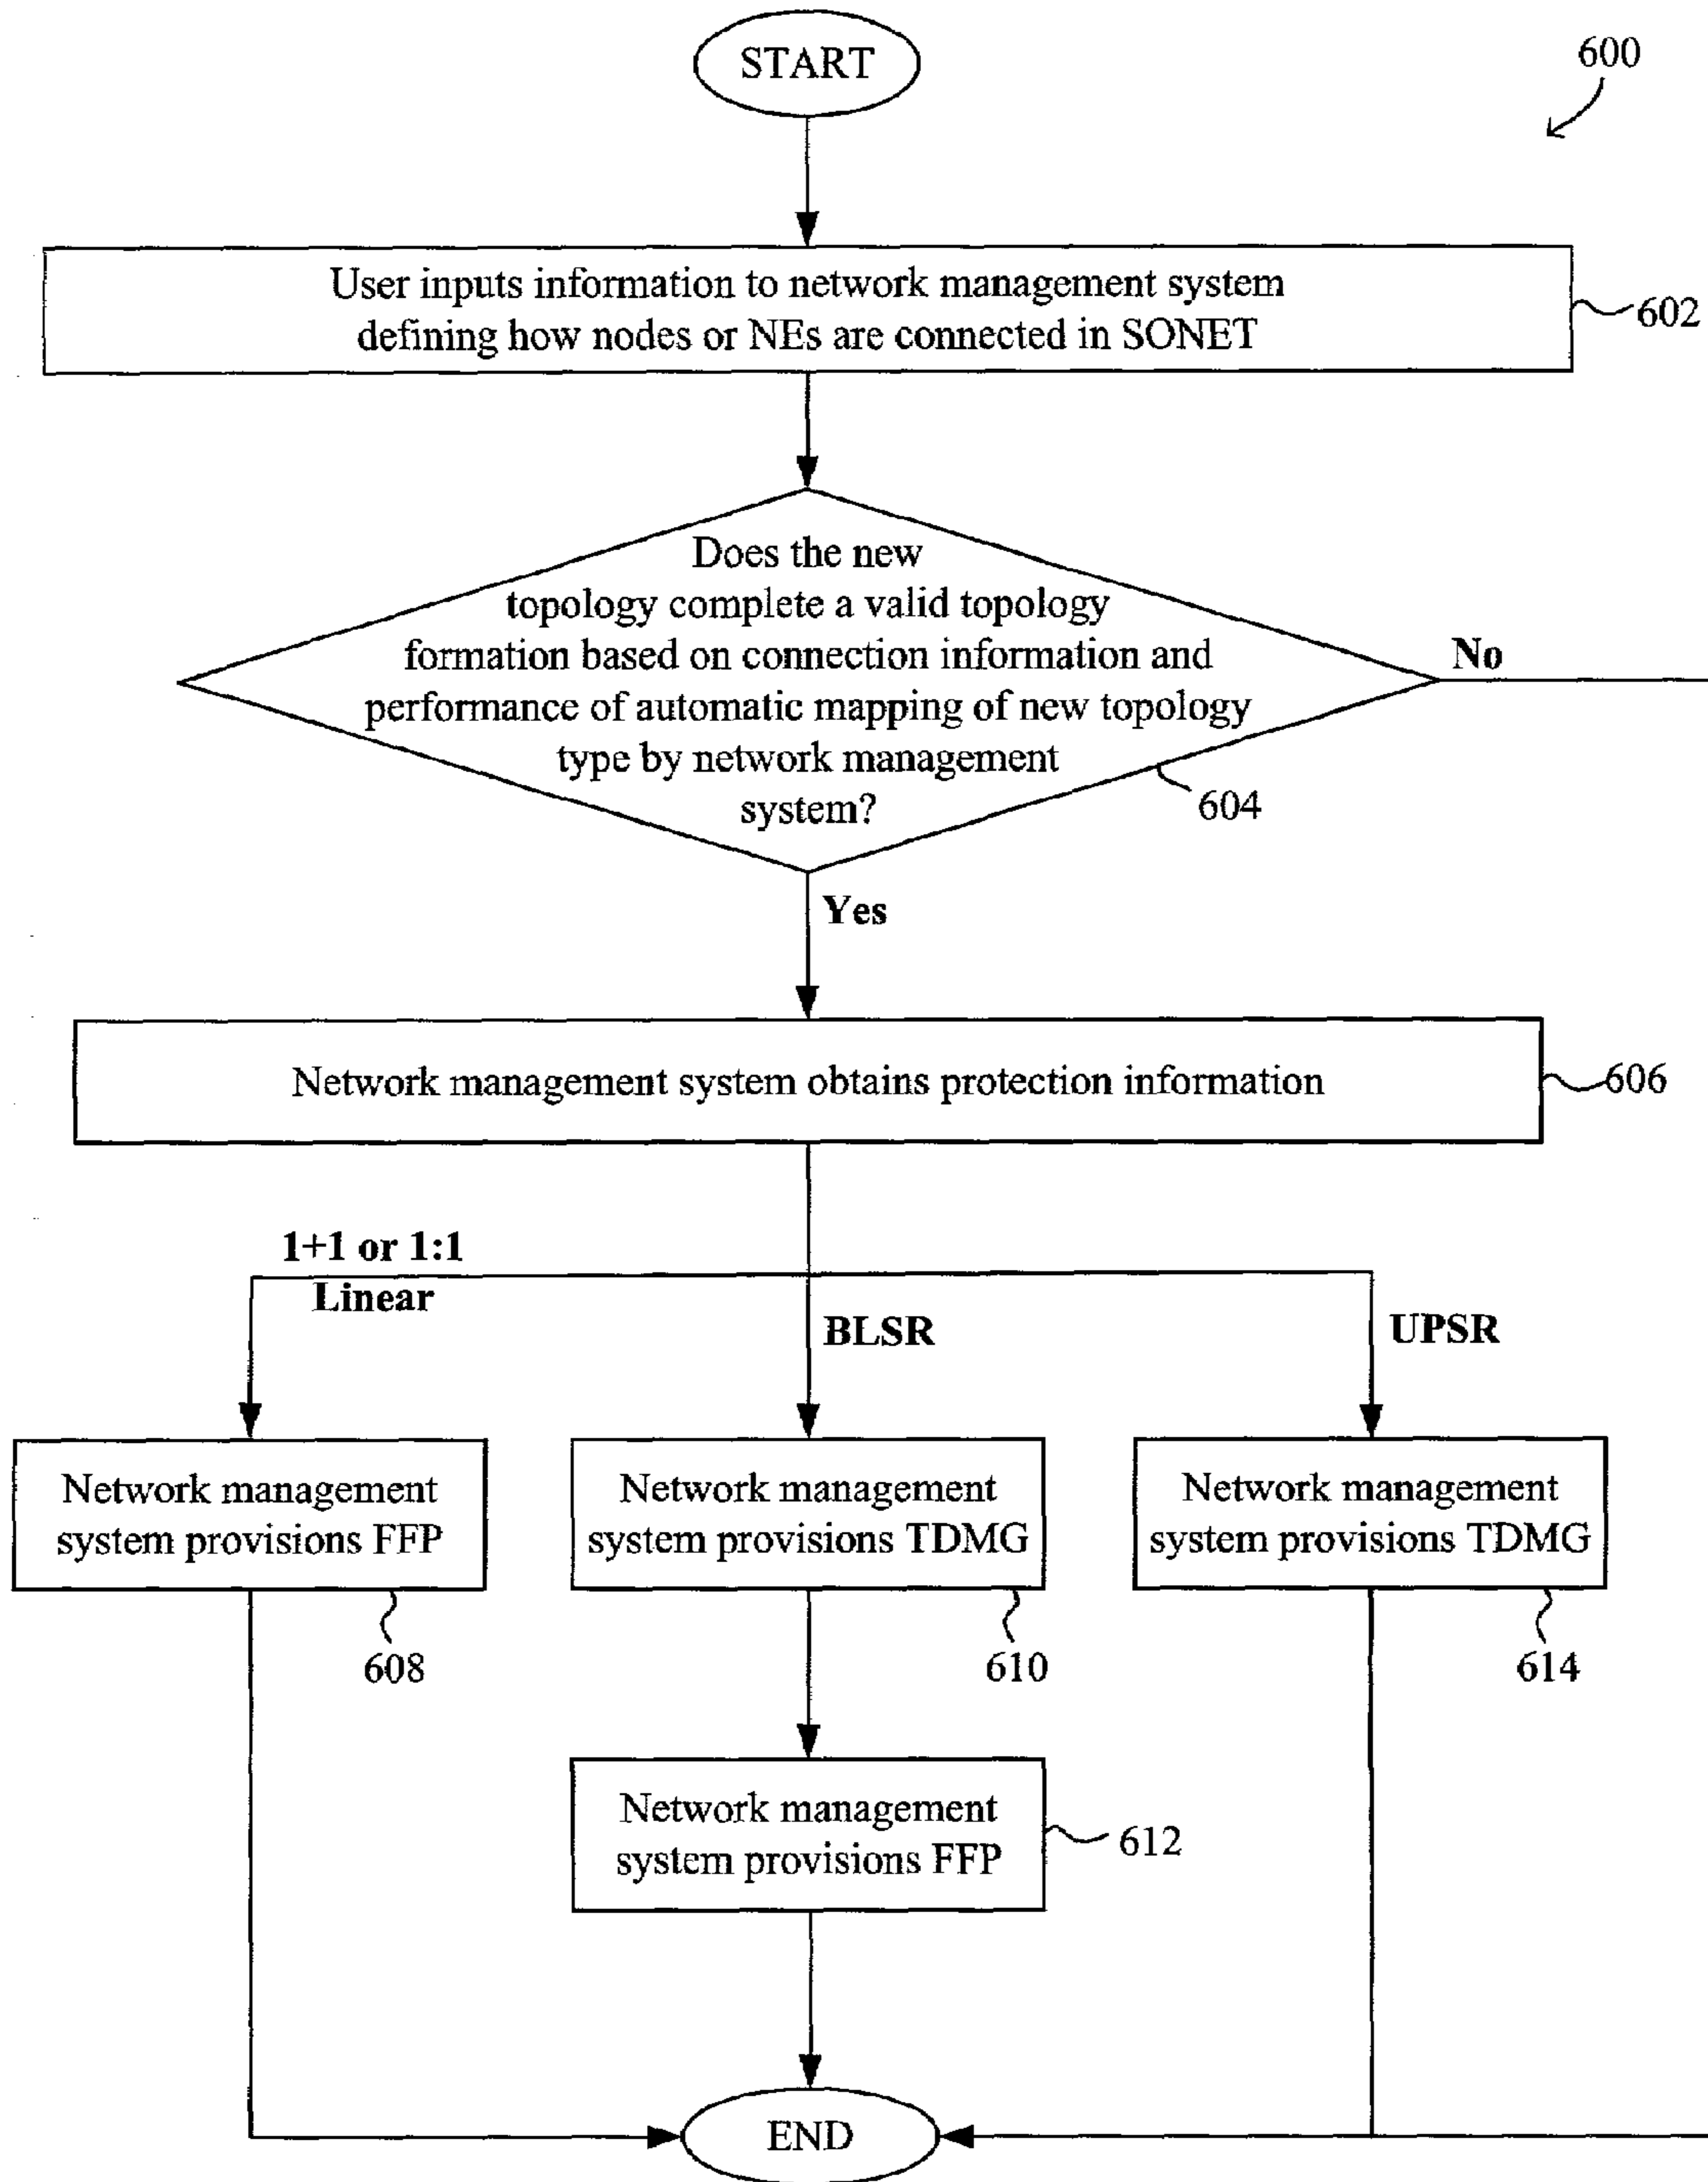 START
600
User inputs information to network management system
defining how nodes or NEs are connected in SONET
602
Does the new
topology complete a valid topology
formation based on connection information and
performance of automatic mapping of new topology
type by network management
system?
No
604
Yes
Network management system obtains protection information
606
1+1 or 1:1
Linear
BLSR
UPSR
Network management
system provisions FFP
608
Network management
system provisions TDMG
610
Network management
system provisions TDMG
614
Network management
system provisions FFP
612
END